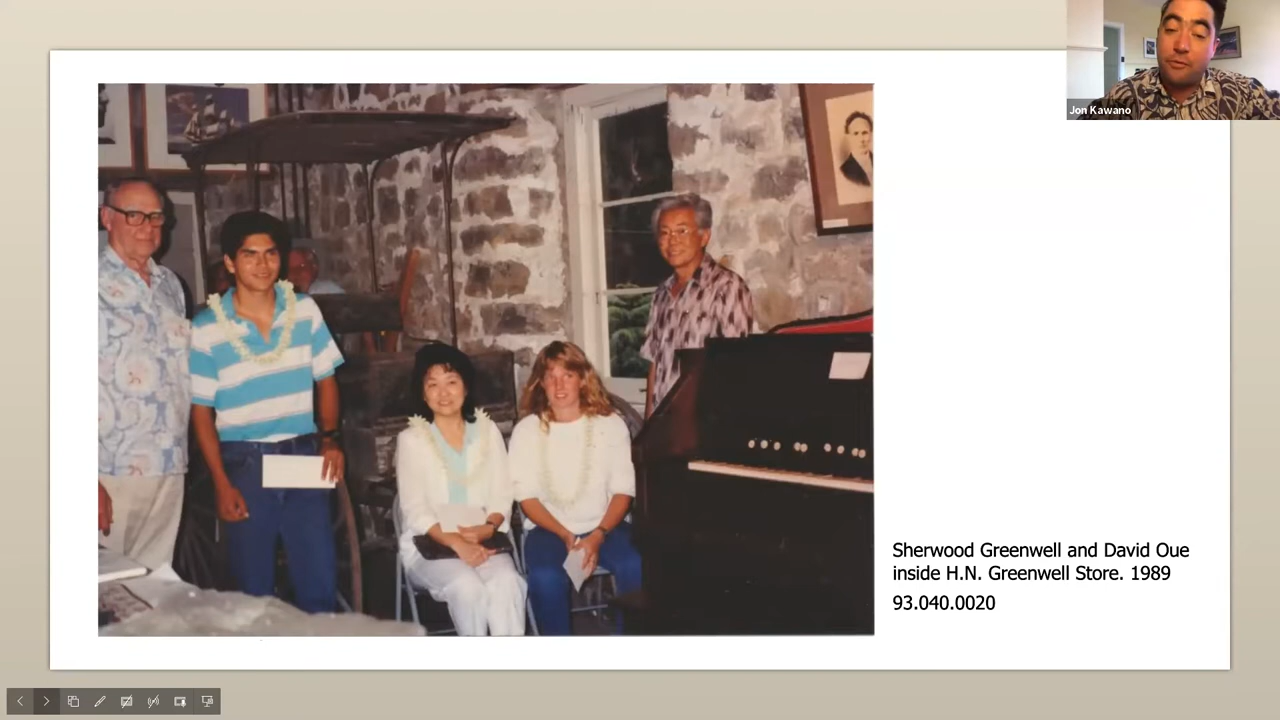 Jon Kawano
Sherwood Greenwell and David Oue
inside H.N. Greenwell Store. 1989
93.040.0020